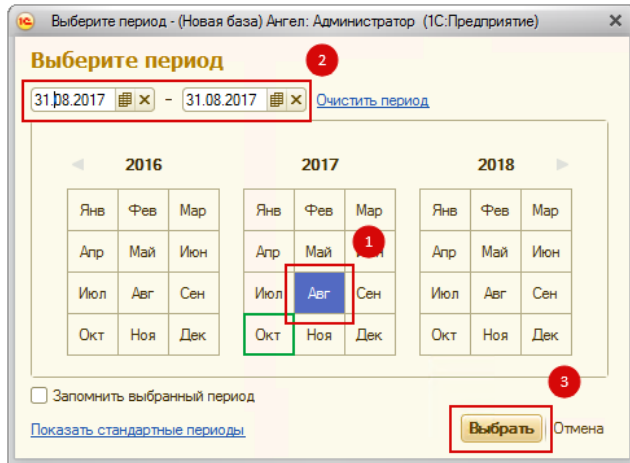 Выберите период - (Новая база) Ангел: Администратор (1С:Предприятие)
Выберите период
2
31.08.2017 – 31.08.2017 Очистить период
2016 2017 2018
Янв Фев Мар Янв Фев Мар Янв Фев Мар
1
Апр Май Июн Апр Май Апр Май Июн
Июл Авг Сен Июл Авг Сен Июл Авг Сен
Окт Ноя Дек Окт Ноя Дек Окт Ноя Дек
3
Запомнить выбранный период
Показать стандартные периоды Выбрать Отмена